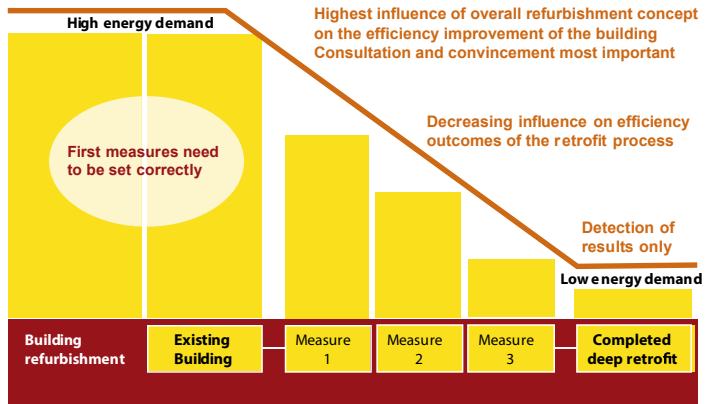 High energy demand
Highest influence of overall refurbishment concept
on the efficiency improvement of the building
Consultation and convincement most important
Decreasing influence on efficiency
outcomes of the retrofit process
First measures need
to be set correctly
Detection of
results only
Low energy demand
Building
refurbishment
Existing
Building
Measure
1
Measure
2
Measure
3
Completed
deep retrofit